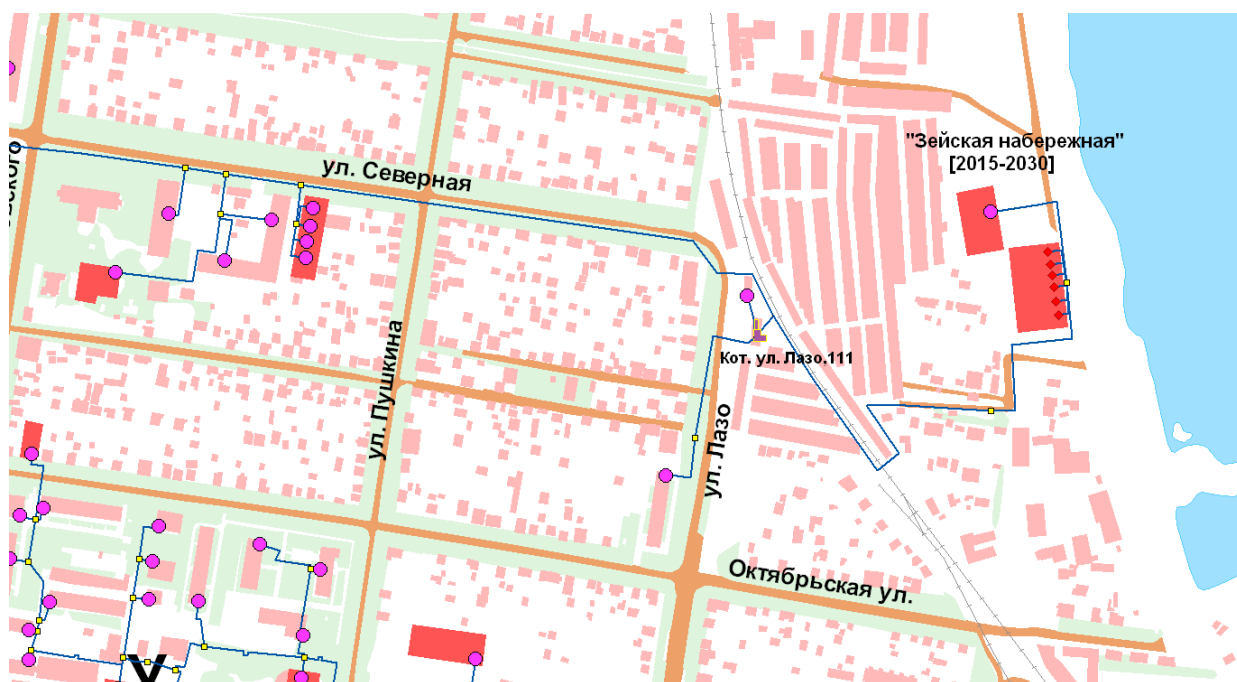 "Зейская набережная"
[2015-2030]
ул. Северная
Кот. ул. Лазо,111
ул. Пушкина
ул. Лазо
Октябрьская ул.
У